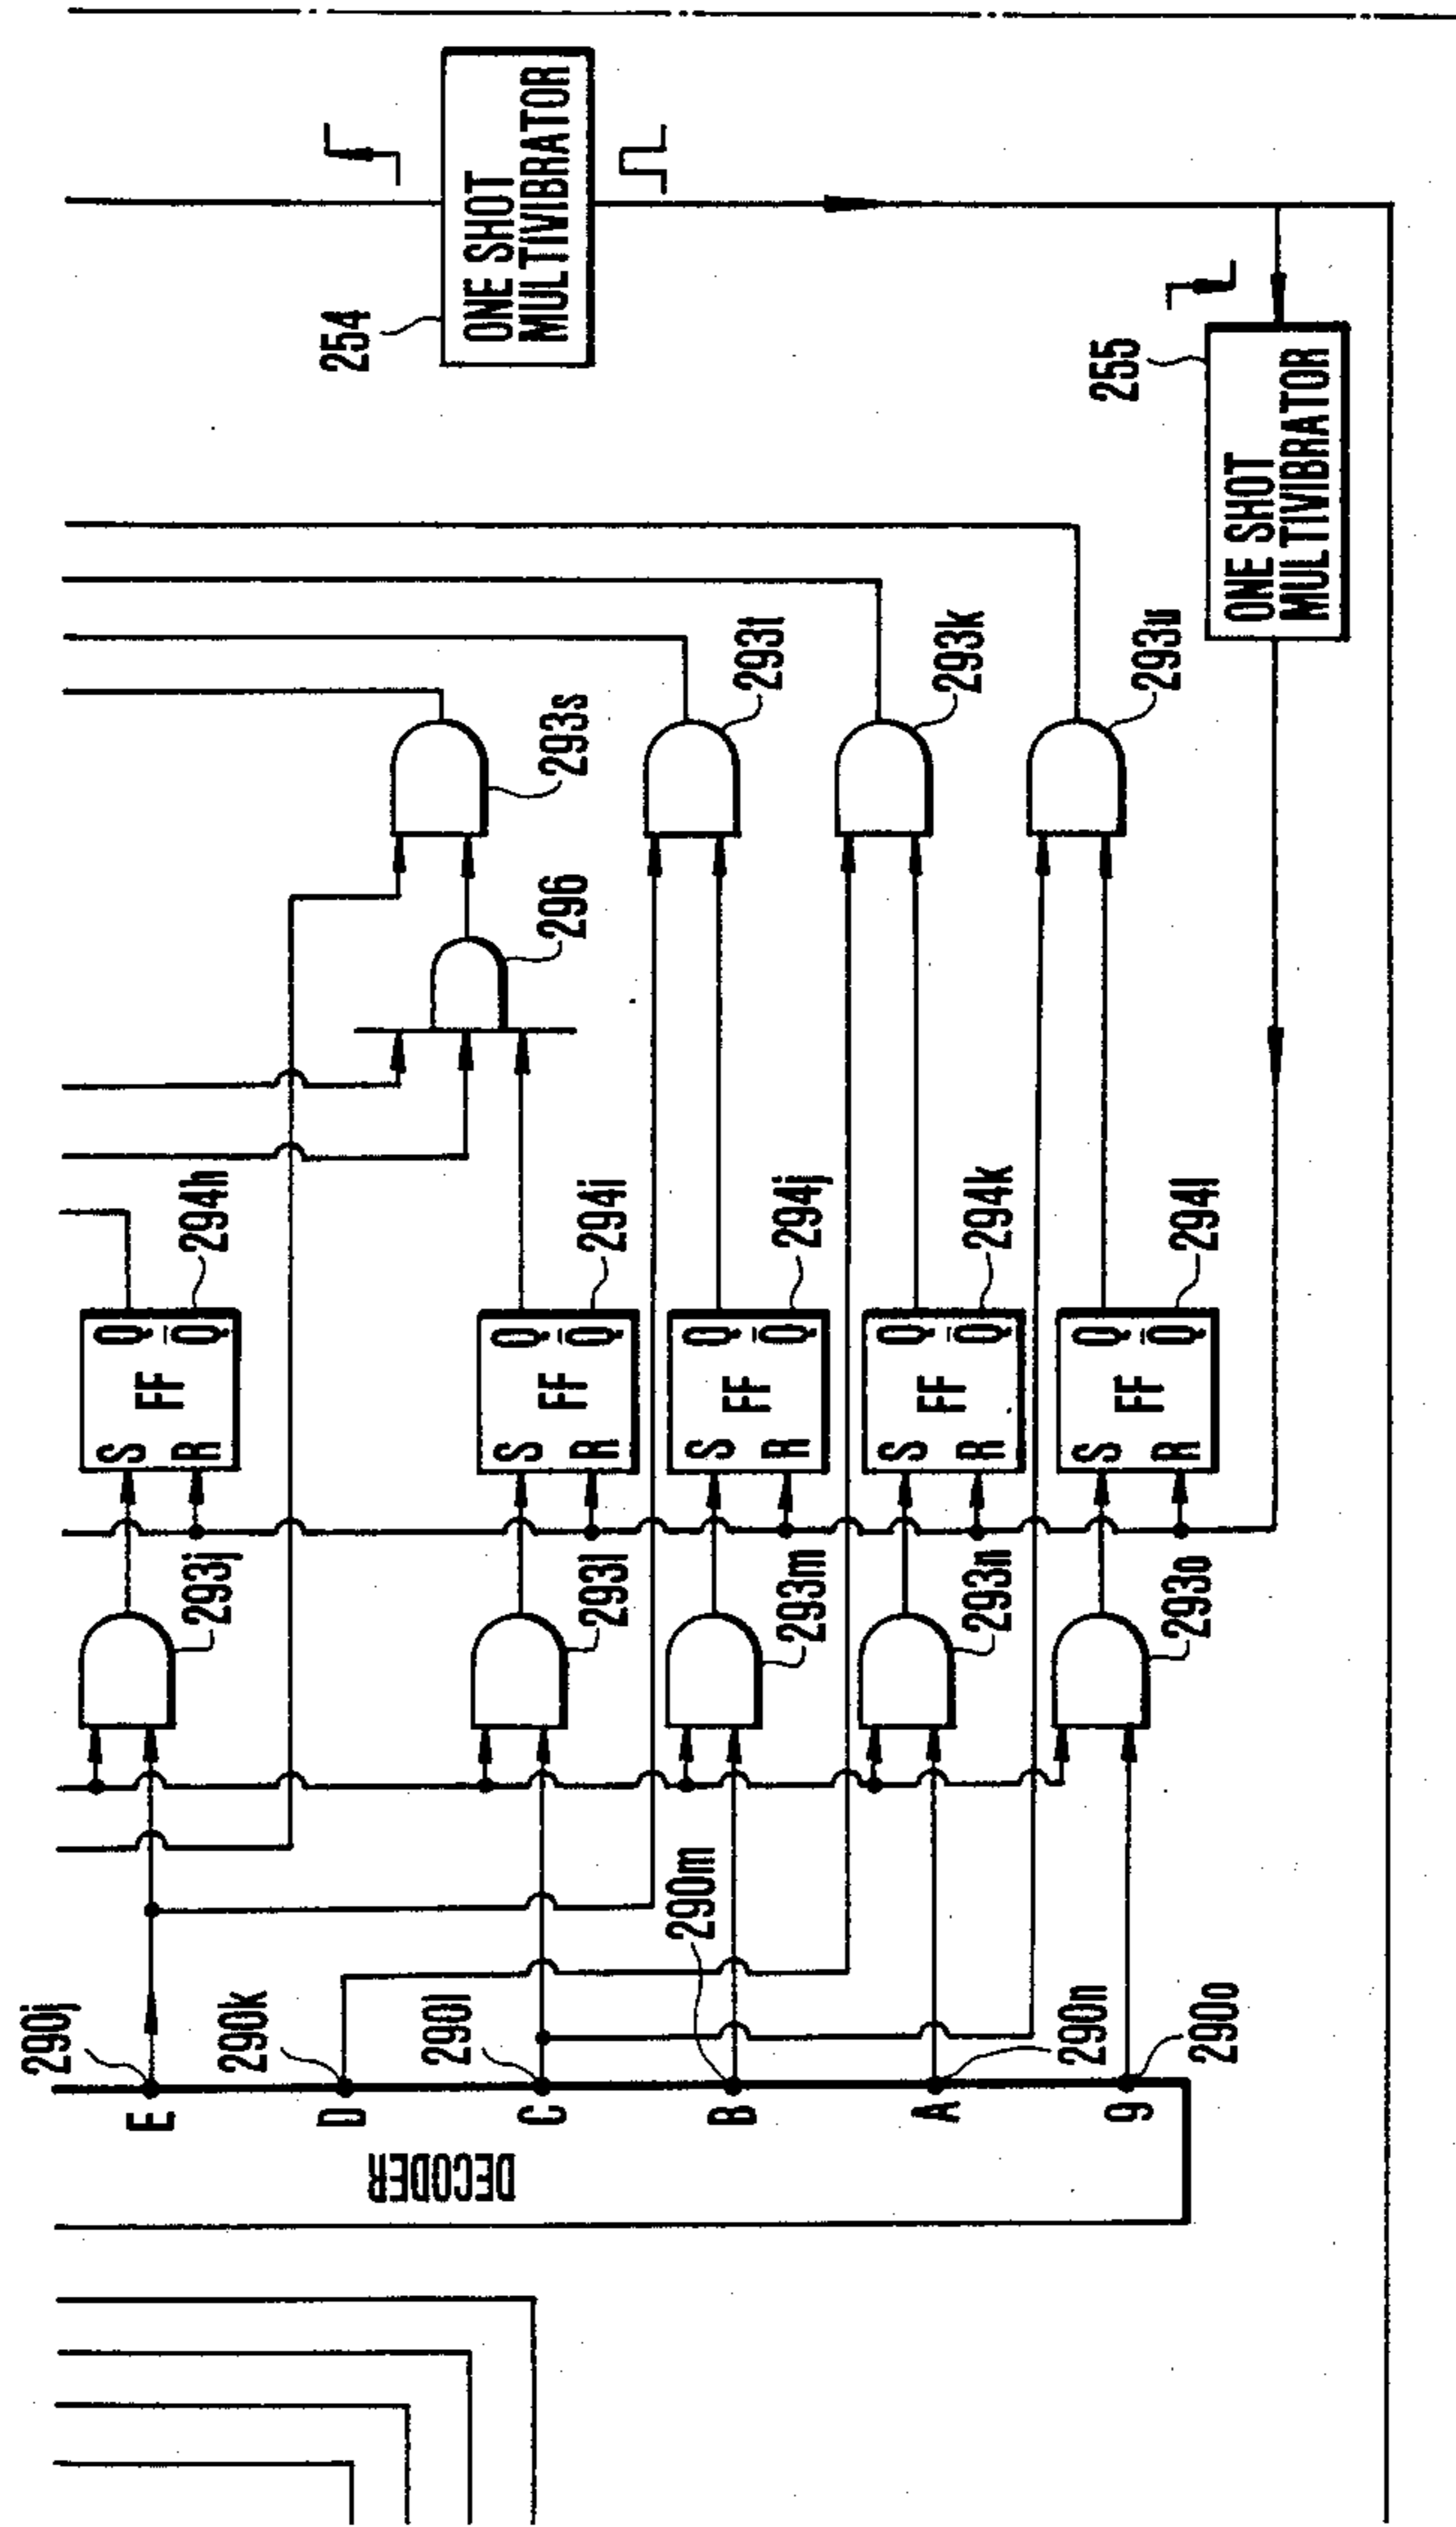 254
ONE SHOT
MULTIVIBRATOR
255
ONE SHOT
MULTIVIBRATOR
293s
293t
293k
293u
296
294h
294i
294j
294k
294l
S Q
FF
R Q̅
S Q
FF
R Q̅
S Q
FF
R Q̅
S Q
FF
R Q̅
S Q
FF
R Q̅
293j
293l
293m
293n
293o
290j
290k
290l
290m
290n
290o
E
D
C
B
A
9
DECODER